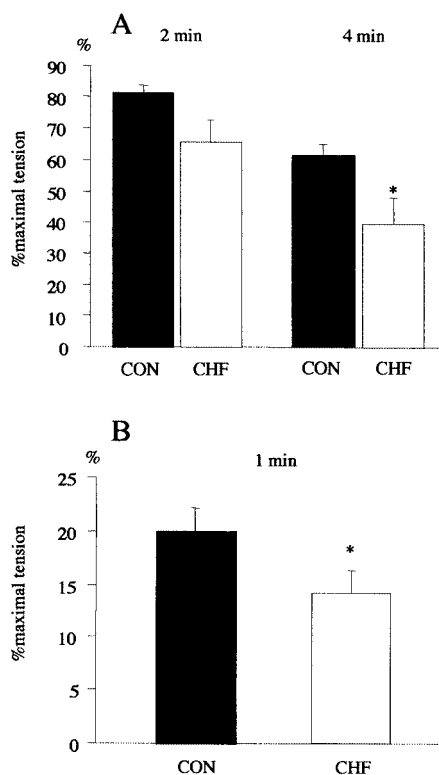 A
2 min
4 min
%
90
80
70
60
50
40
30
20
10
0
%maximal tension
*
CON
CHF
CON
CHF
B
%
1 min
25
20
15
10
5
0
%maximal tension
*
CON
CHF